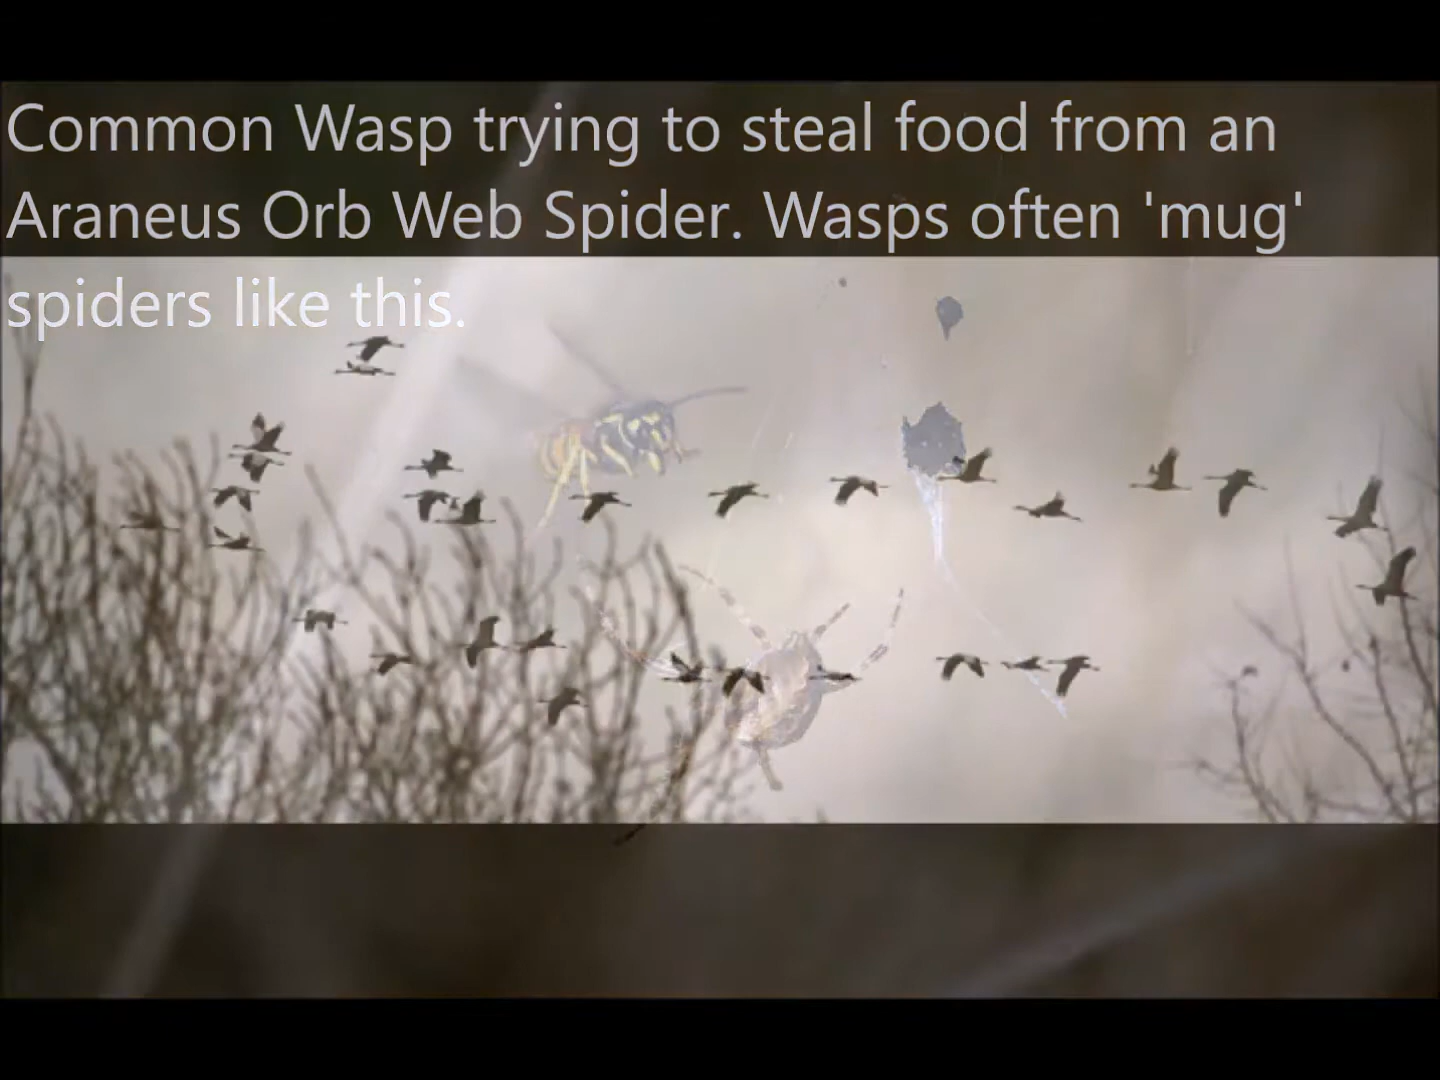 Common Wasp trying to steal food from an
Araneus Orb Web Spider. Wasps often 'mug'
spiders like this.